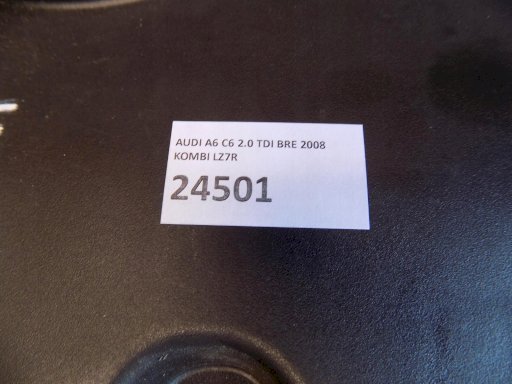 AUDI A6 C6 2.0 TDI BRE 2008
KOMBI LZ7R
24501